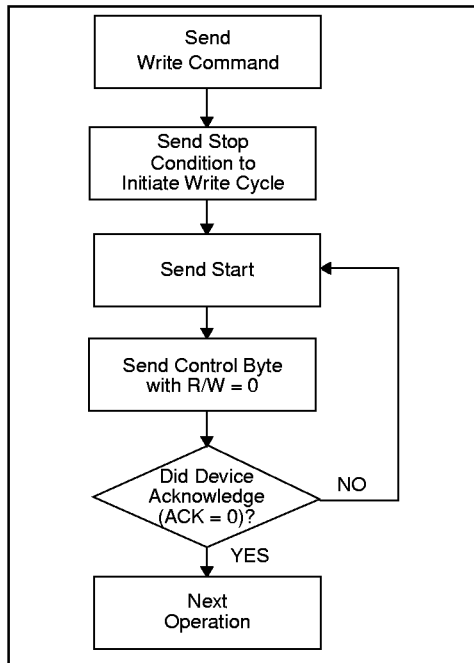 Send
Write Command
Send Stop
Condition to
Initiate Write Cycle
Send Start
Send Control Byte
with R/W = 0
Did Device
Acknowledge
(ACK = 0)?
NO
YES
Next
Operation